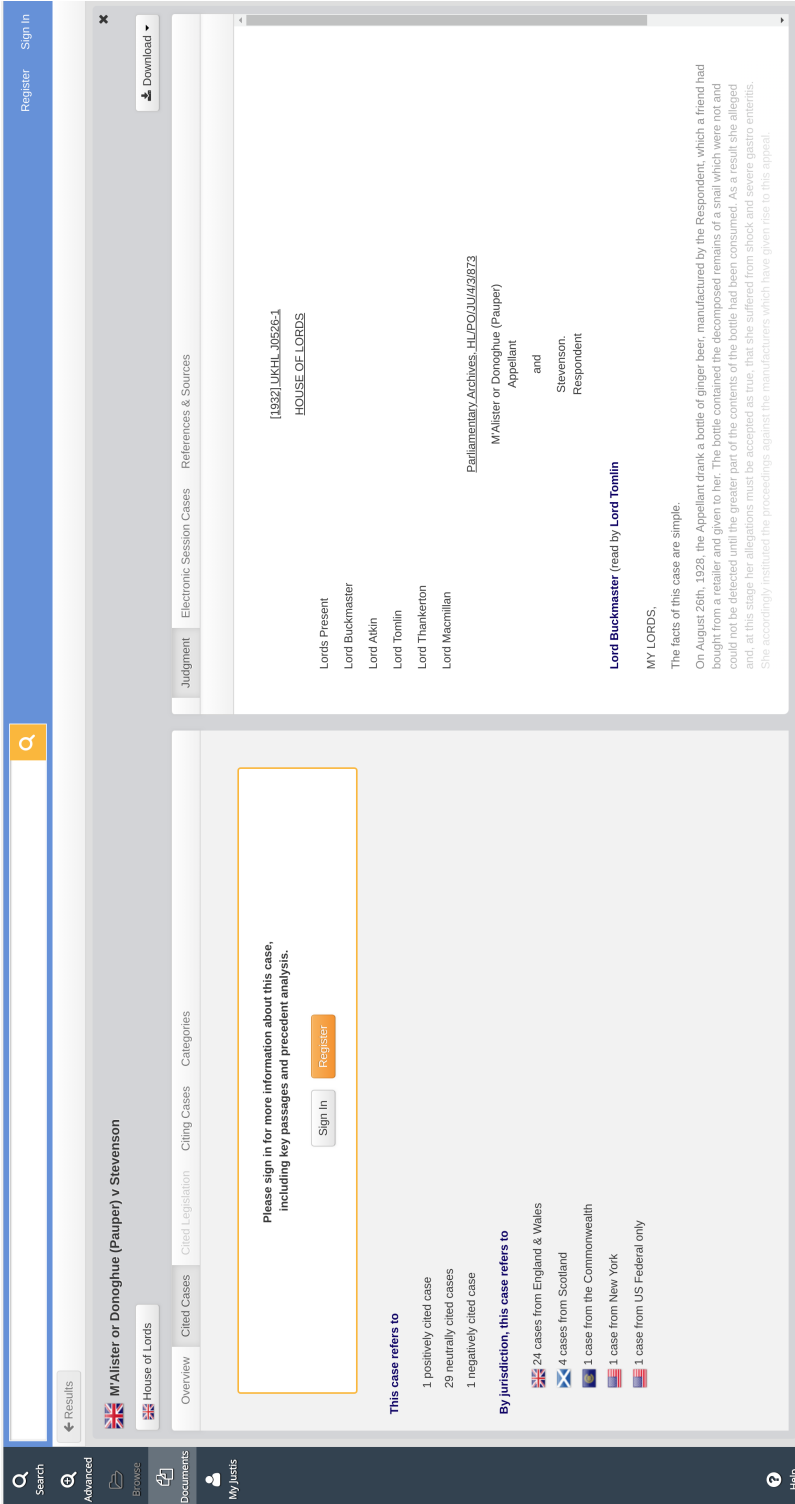 Register
Sign In
Search
Advanced
Browse
Documents
My Justis
Help
Results
M'Alister or Donoghue (Pauper) v Stevenson
House of Lords
Download
Overview
Cited Cases
Cited Legislation
Citing Cases
Categories
Please sign in for more information about this case,
including key passages and precedent analysis.
Sign In
Register
This case refers to
1 positively cited case
29 neutrally cited cases
1 negatively cited case
By jurisdiction, this case refers to
24 cases from England & Wales
4 cases from Scotland
1 case from the Commonwealth
1 case from New York
1 case from US Federal only
Judgment
Electronic Session Cases
References & Sources
[1932] UKHL J0526-1
HOUSE OF LORDS
Lords Present
Lord Buckmaster
Lord Atkin
Lord Tomlin
Lord Thankerton
Lord Macmillan
Parliamentary Archives, HL/PO/JU/4/3/873
M'Alister or Donoghue (Pauper)
Appellant
and
Stevenson.
Respondent
Lord Buckmaster (read by Lord Tomlin
MY LORDS,
The facts of this case are simple.
On August 26th, 1928, the Appellant drank a bottle of ginger beer, manufactured by the Respondent, which a friend had
bought from a retailer and given to her. The bottle contained the decomposed remains of a snail which were not and
could not be detected until the greater part of the contents of the bottle had been consumed. As a result she alleged
and, at this stage her allegations must be accepted as true, that she suffered from shock and severe gastro enteritis.
She accordingly instituted the proceedings against the manufacturers which have given rise to this appeal.